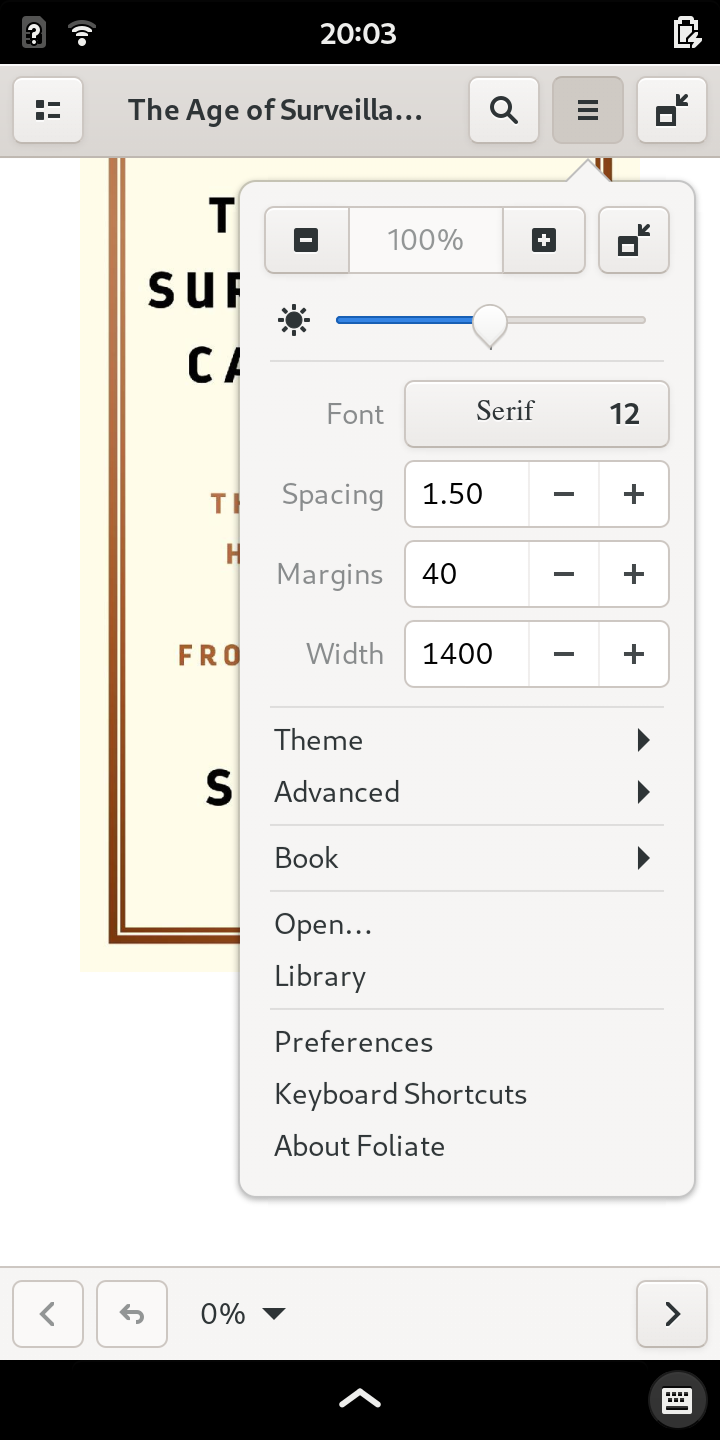 20:03
The Age of Surveilla...
T
SUR
CA
TH
H
FRO
S
100%
Font Serif 12
Spacing 1.50
Margins 40
Width 1400
Theme
Advanced
Book
Open...
Library
Preferences
Keyboard Shortcuts
About Foliate
0%